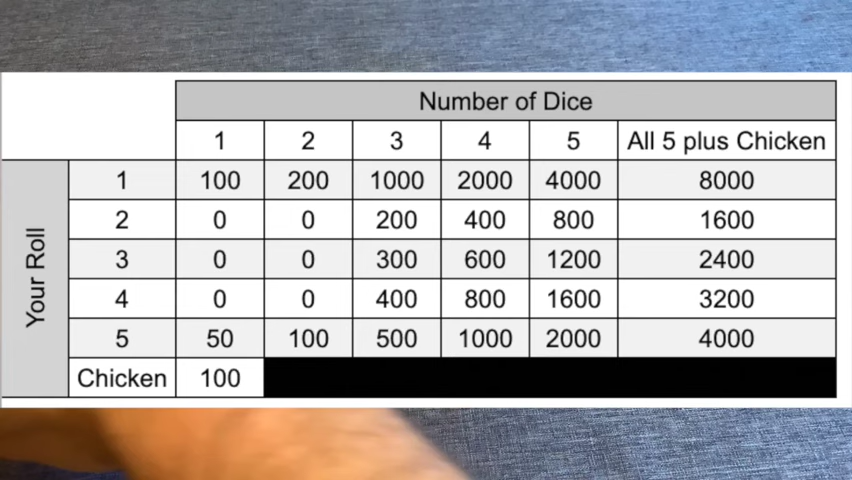 Number of Dice
1 2 3 4 5 All 5 plus Chicken
Your Roll
1 100 200 1000 2000 4000 8000
2 0 0 200 400 800 1600
3 0 0 300 600 1200 2400
4 0 0 400 800 1600 3200
5 50 100 500 1000 2000 4000
Chicken 100